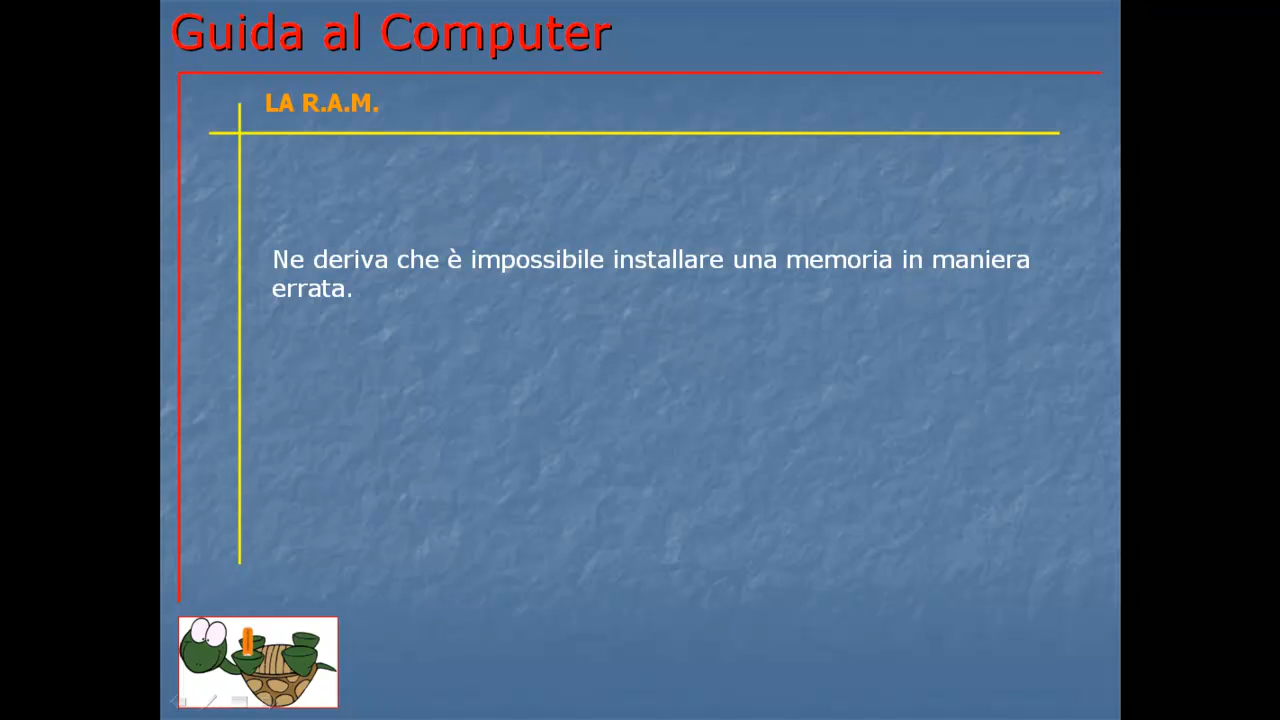 Guida al Computer
LA R.A.M.
Ne deriva che è impossibile installare una memoria in maniera
errata.